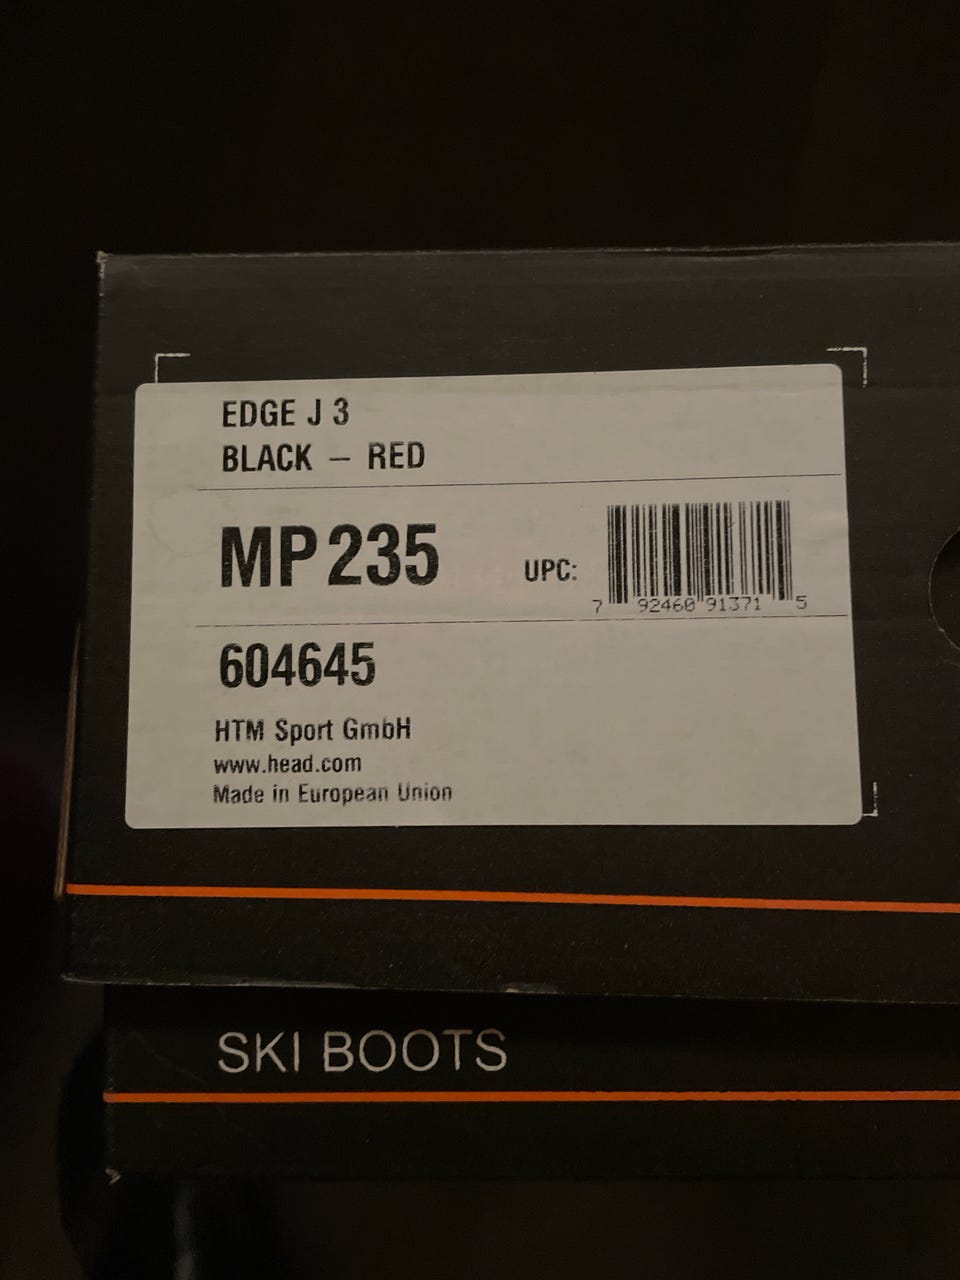 EDGE J 3
BLACK – RED
MP 235
UPC:
7 92460 91371 5
604645
HTM Sport GmbH
www.head.com
Made in European Union
SKI BOOTS